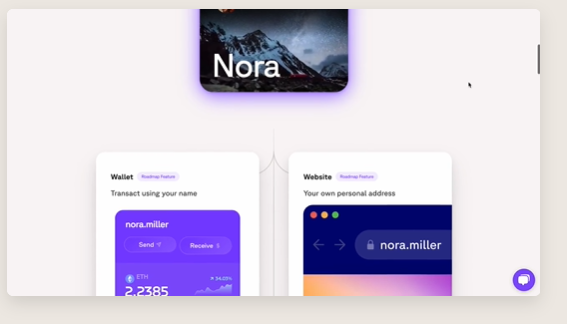 Nora
Wallet Roadmap Feature
Transact using your name
nora.miller
Send
Receive
ETH
34.03%
2.2385
Website Roadmap Feature
Your own personal address
nora.miller